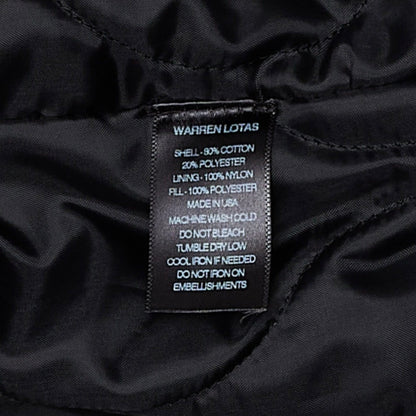 WARREN LOTAS
SHELL - 80% COTTON
20% POLYESTER
LINING - 100% NYLON
FILL - 100% POLYESTER
MADE IN USA
MACHINE WASH COLD
DO NOT BLEACH
TUMBLE DRY LOW
COOL IRON IF NEEDED
DO NOT IRON ON
EMBELLISHMENTS